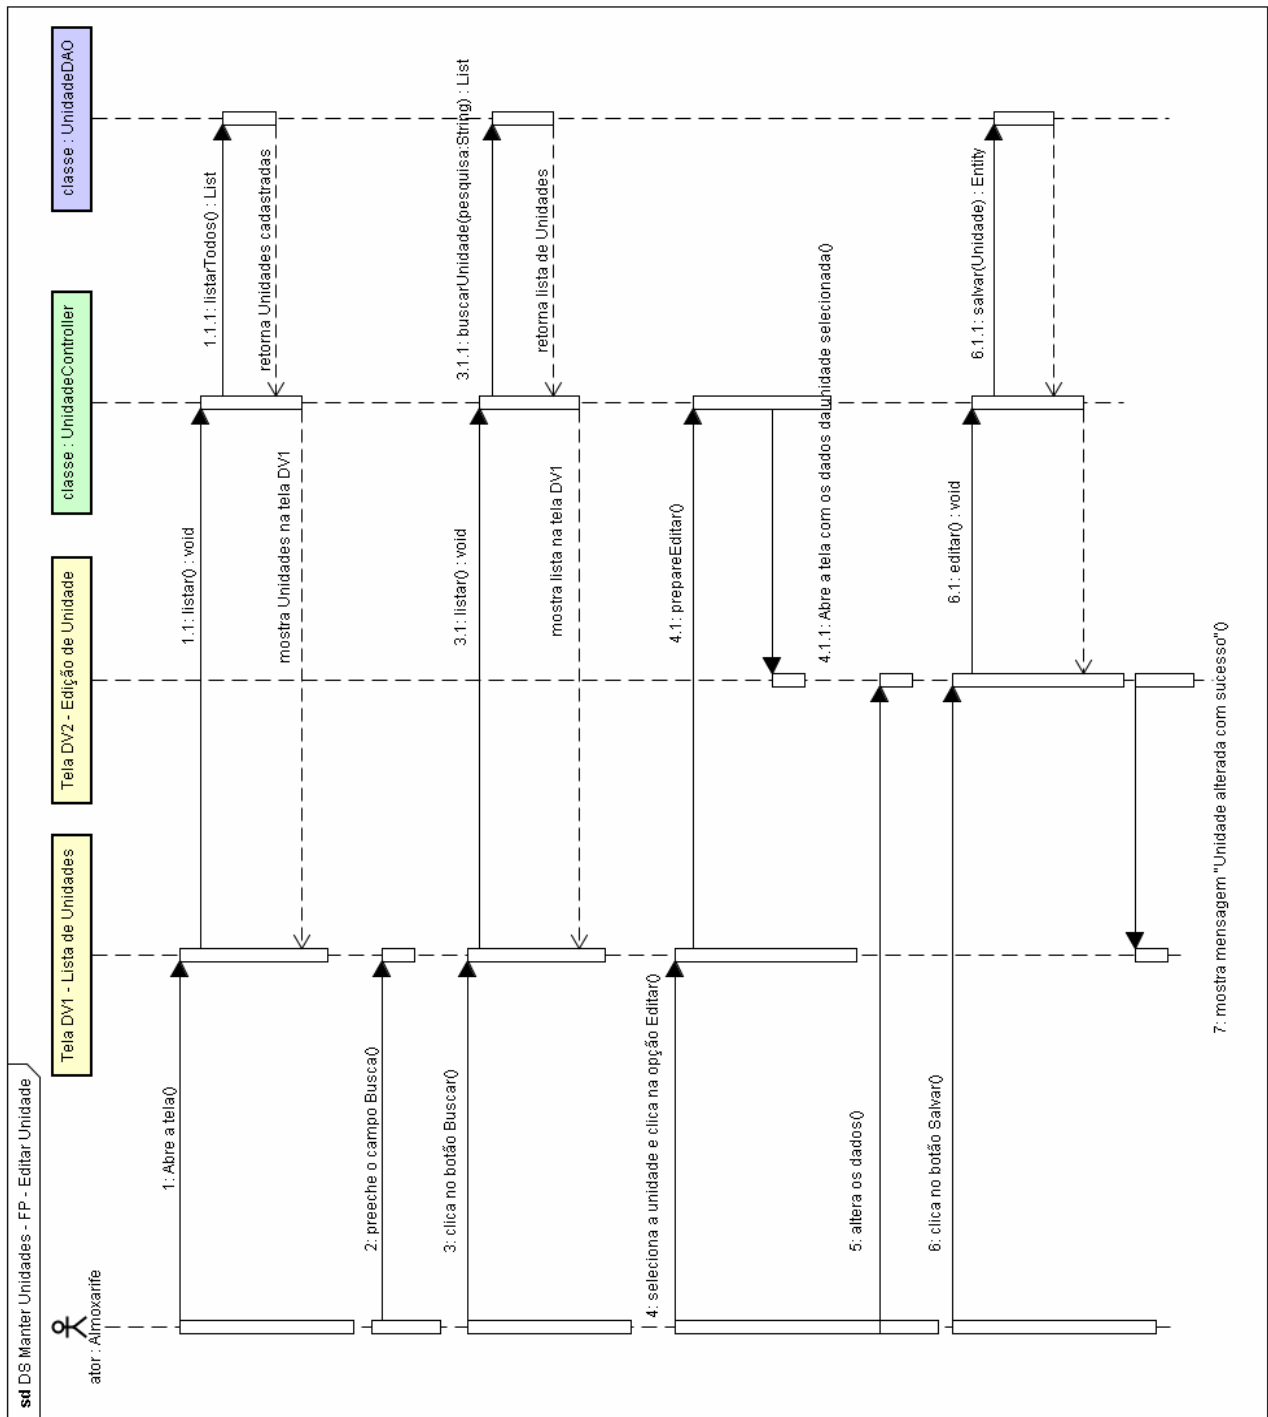 sd DS Manter Unidades - FP - Editar Unidade
ator : Almoxarife
Tela DV1 - Lista de Unidades
Tela DV2 - Edição de Unidade
classe : UnidadeController
classe : UnidadeDAO
1: Abre a tela()
1.1: listar() : void
1.1.1: listarTodos() : List
retorna Unidades cadastradas
mostra Unidades na tela DV1
2: preeche o campo Busca()
3: clica no botão Buscar()
3.1: listar() : void
3.1.1: buscarUnidade(pesquisa:String) : List
retorna lista de Unidades
mostra lista na tela DV1
4: seleciona a unidade e clica na opção Editar()
4.1: prepareEditar()
4.1.1: Abre a tela com os dados da unidade selecionada()
5: altera os dados()
6: clica no botão Salvar()
6.1: editar() : void
6.1.1: salvar(Unidade) : Entity
7: mostra mensagem "Unidade alterada com sucesso"()